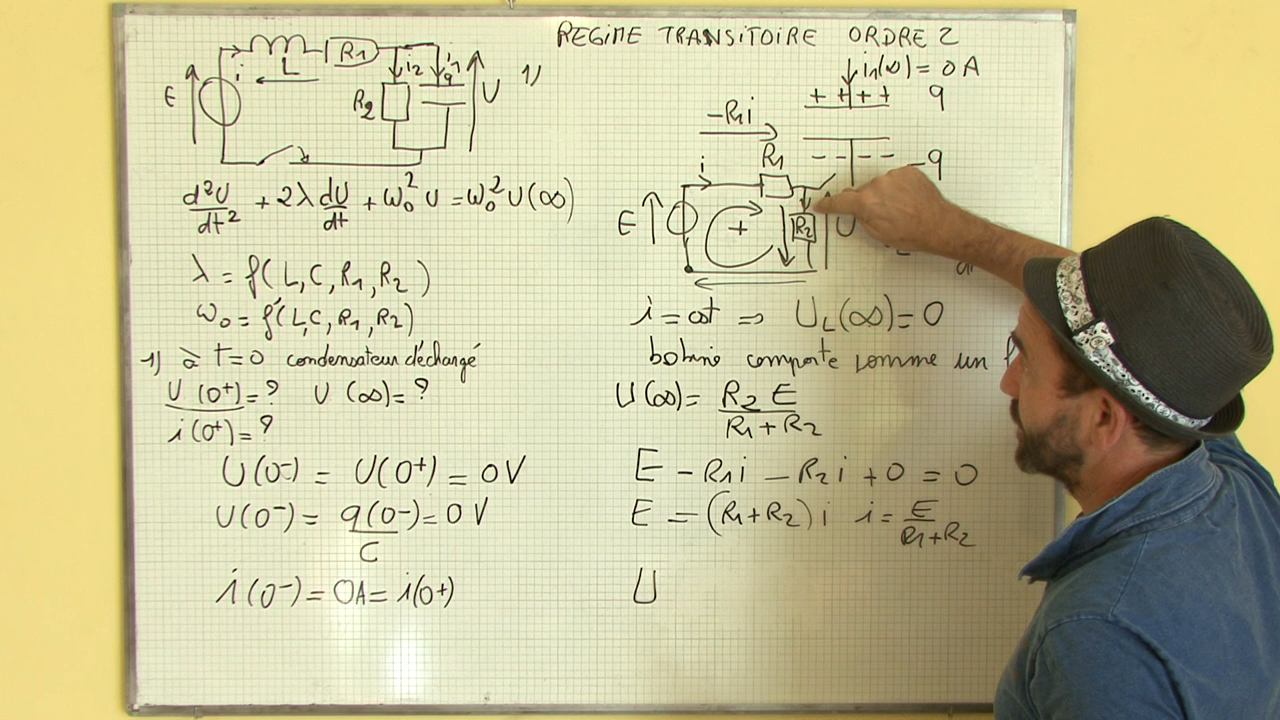 REGIME TRANSITOIRE ORDRE 2
E i L R1 i2 i1 q R2 U
1)
i1(∞) = 0A
+ + + + q
- - - - -q
-R1i
i R1
E + R2 U
d²U/dt² + 2λ dU/dt + ω0² U = ω0² U(∞)
λ = f(L, C, R1, R2)
ω0 = f'(L, C, R1, R2)
1) à t=0 condensateur déchargé
U(0+) = ? U(∞) = ?
i(0+) = ?
U(0-) = U(0+) = 0V
U(0-) = q(0-)/C = 0V
i(0-) = 0A = i(0+)
i = cst ⇒ UL(∞) = 0
bobine comporte comme un
U(∞) = R2 E / R1+R2
E - R1i - R2i + 0 = 0
E = (R1+R2) i i = E/R1+R2
U